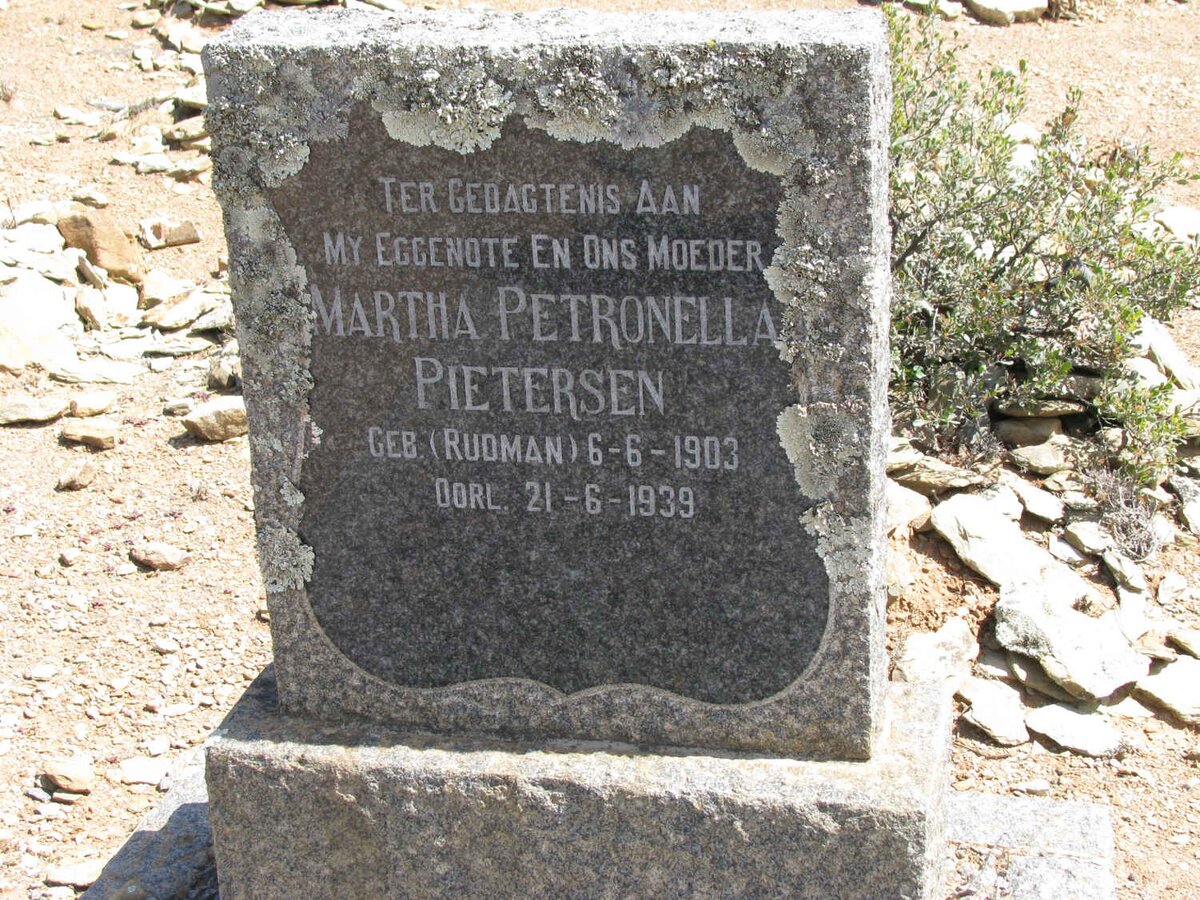 TER GEDAGTENIS AAN
MY EGGENOTE EN ONS MOEDER
MARTHA PETRONELLA
PIETERSEN
GEB (RUDMAN) 6-6-1903
OORL. 21-6-1939